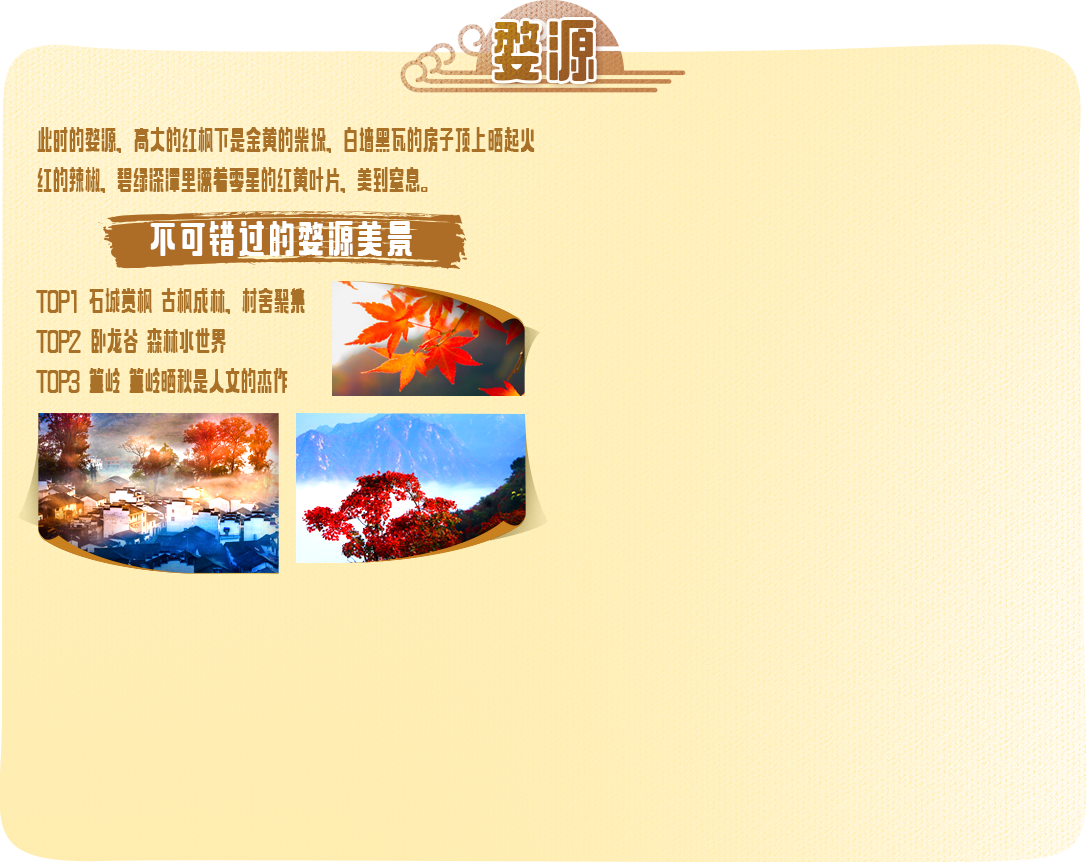 婺源
此时的婺源、高大的红枫下是金黄的柴垛、白墙黑瓦的房子顶上晒起火
红的辣椒、碧绿深潭里漂着零星的红黄叶片、美到窒息。
不可错过的婺源美景
TOP1 石城赏枫 古枫成林、村舍聚集
TOP2 卧龙谷 森林水世界
TOP3 篁岭 篁岭晒秋是人文的杰作